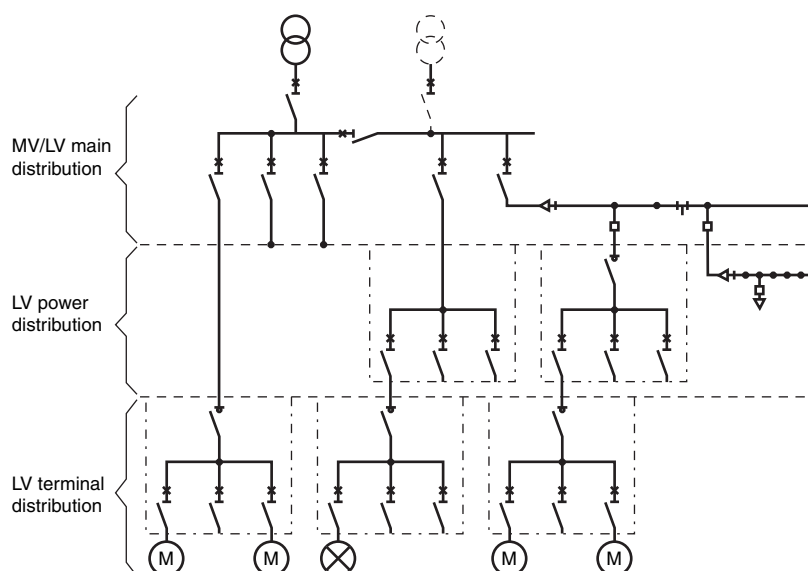 MV/LV main
distribution
LV power
distribution
LV terminal
distribution
M
M
M
M